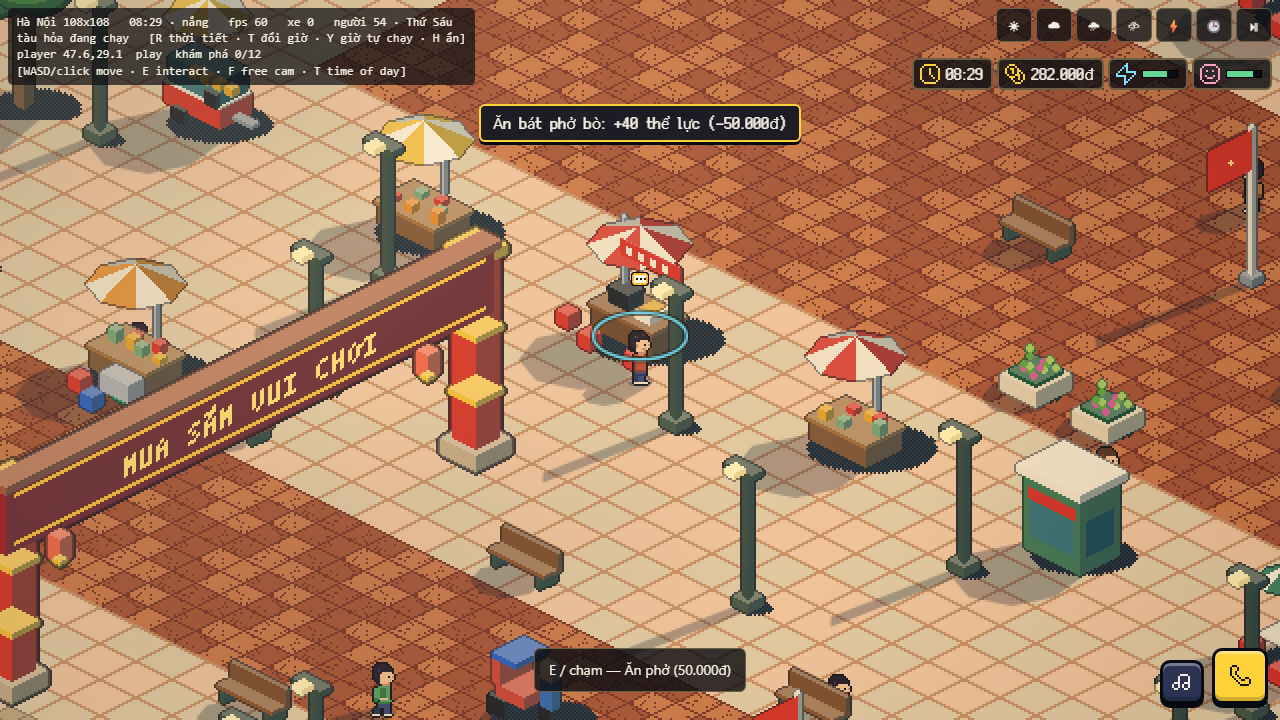 Hà Nội 108x108   08:29 · nắng   fps 60   xe 0   người 54 · Thứ Sáu
tàu hỏa đang chạy   [R thời tiết · T đổi giờ · Y giờ tự chạy · H ẩn]
player 47.6,29.1   play   khám phá 0/12
[WASD/click move · E interact · F free cam · T time of day]
08:29
282.000đ
Ăn bát phở bò: +40 thể lực (−50.000đ)
MUA SẮM VUI CHƠI
E / chạm — Ăn phở (50.000đ)